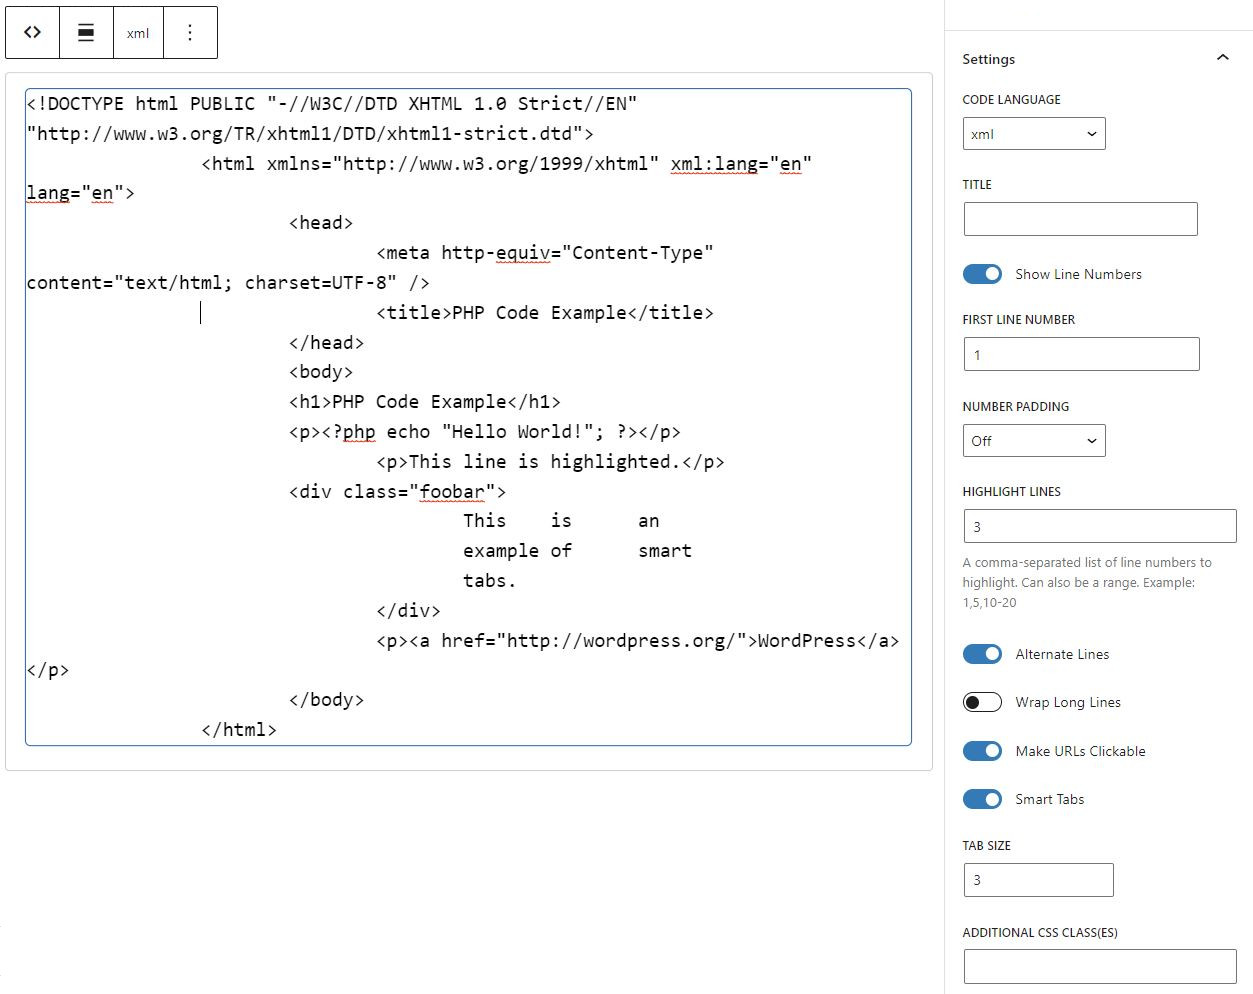 xml
<!DOCTYPE html PUBLIC "-//W3C//DTD XHTML 1.0 Strict//EN"
"http://www.w3.org/TR/xhtml1/DTD/xhtml1-strict.dtd">
<html xmlns="http://www.w3.org/1999/xhtml" xml:lang="en"
lang="en">
<head>
<meta http-equiv="Content-Type"
content="text/html; charset=UTF-8" />
<title>PHP Code Example</title>
</head>
<body>
<h1>PHP Code Example</h1>
<p><?php echo "Hello World!"; ?></p>
<p>This line is highlighted.</p>
<div class="foobar">
This is an
example of smart
tabs.
</div>
<p><a href="http://wordpress.org/">WordPress</a>
</p>
</body>
</html>
Settings
CODE LANGUAGE
xml
TITLE
Show Line Numbers
FIRST LINE NUMBER
1
NUMBER PADDING
Off
HIGHLIGHT LINES
3
A comma-separated list of line numbers to
highlight. Can also be a range. Example:
1,5,10-20
Alternate Lines
Wrap Long Lines
Make URLs Clickable
Smart Tabs
TAB SIZE
3
ADDITIONAL CSS CLASS(ES)